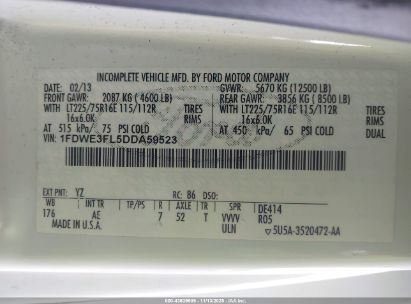 INCOMPLETE VEHICLE MFD. BY FORD MOTOR COMPANY
DATE: 02/13 GVWR: 5670 KG (12500 LB)
FRONT GAWR: 2087 KG (4600 LB) REAR GAWR: 3856 KG (8500 LB)
WITH LT225/75R16E 115/112R TIRES WITH LT225/75R16E 115/112R TIRES
16x6.0K RIMS 16x6.0K RIMS
AT 515 kPa/ 75 PSI COLD AT 450 kPa/ 65 PSI COLD DUAL
VIN: 1FDWE3FL5DDA59523
EXT PNT: YZ RC: 86 DSO:
WB INT TR TP/PS R AXLE TR SPR DE414
176 AE 7 52 T VVVV R05
MADE IN U.S.A. ULN 5U5A-3520472-AA